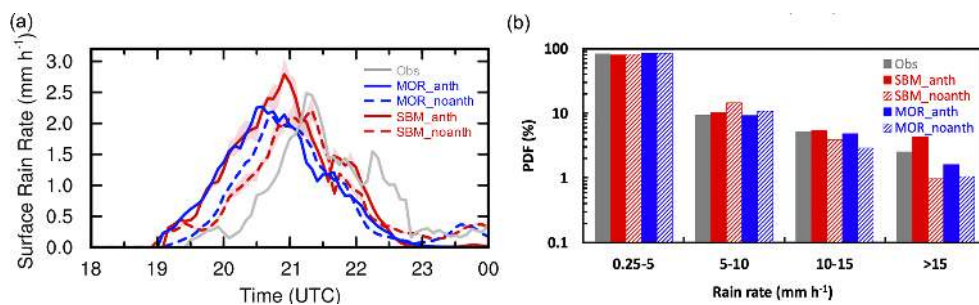 (a)
Surface Rain Rate (mm h⁻¹)
3.0
2.5
2.0
1.5
1.0
0.5
0.0
18 19 20 21 22 23 00
Time (UTC)
Obs
MOR_anth
MOR_noanth
SBM_anth
SBM_noanth
(b)
PDF (%)
100
10
1
0.1
0.25-5 5-10 10-15 >15
Rain rate (mm h⁻¹)
Obs
SBM_anth
SBM_noanth
MOR_anth
MOR_noanth